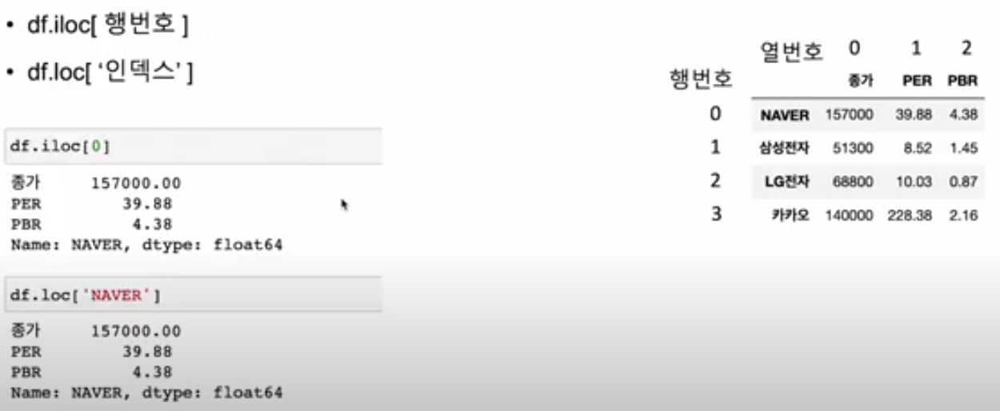 • df.iloc[ 행번호 ]
• df.loc[ ‘인덱스’ ]
df.iloc[0]
종가 157000.00
PER 39.88
PBR 4.38
Name: NAVER, dtype: float64
df.loc['NAVER']
종가 157000.00
PER 39.88
PBR 4.38
Name: NAVER, dtype: float64
열번호 0 1 2
행번호 종가 PER PBR
0 NAVER 157000 39.88 4.38
1 삼성전자 51300 8.52 1.45
2 LG전자 68800 10.03 0.87
3 카카오 140000 228.38 2.16